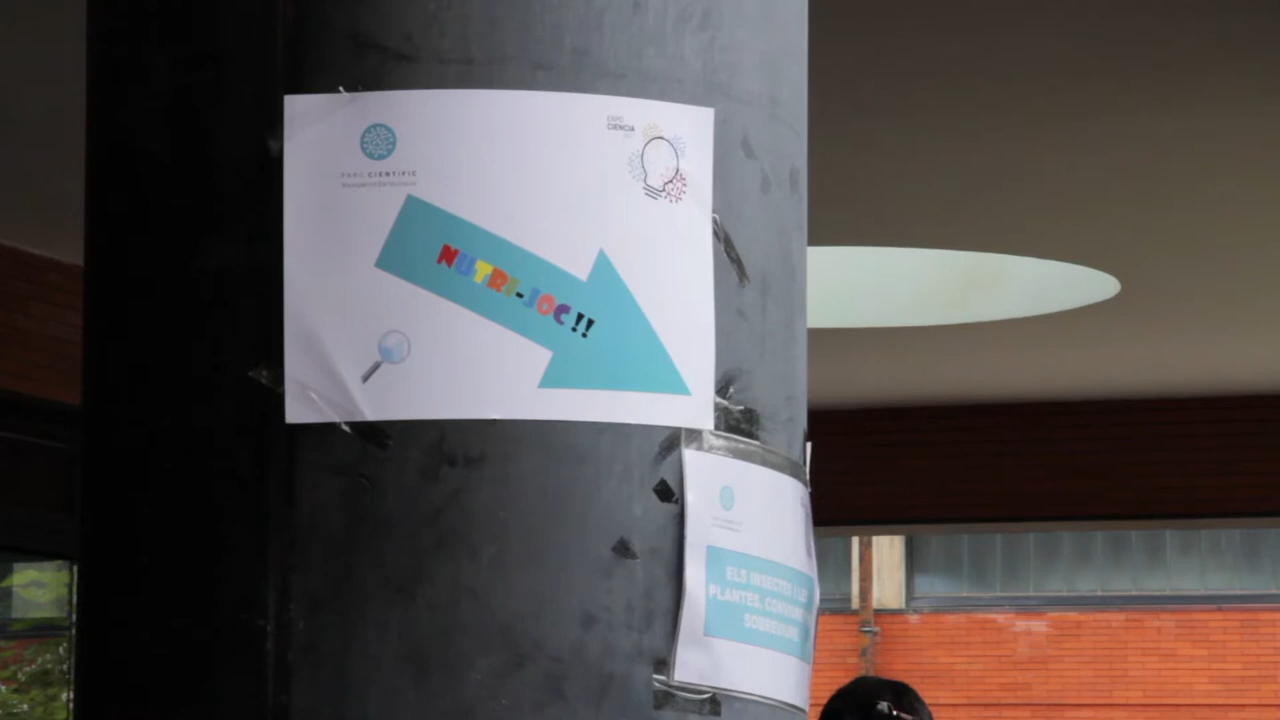 EXPO
CIENCIA
PARC CIENTÍFIC
NUTRI-JOC!!
ELS INSECTES I LES
PLANTES, CONVIURE
SOBREVIURE